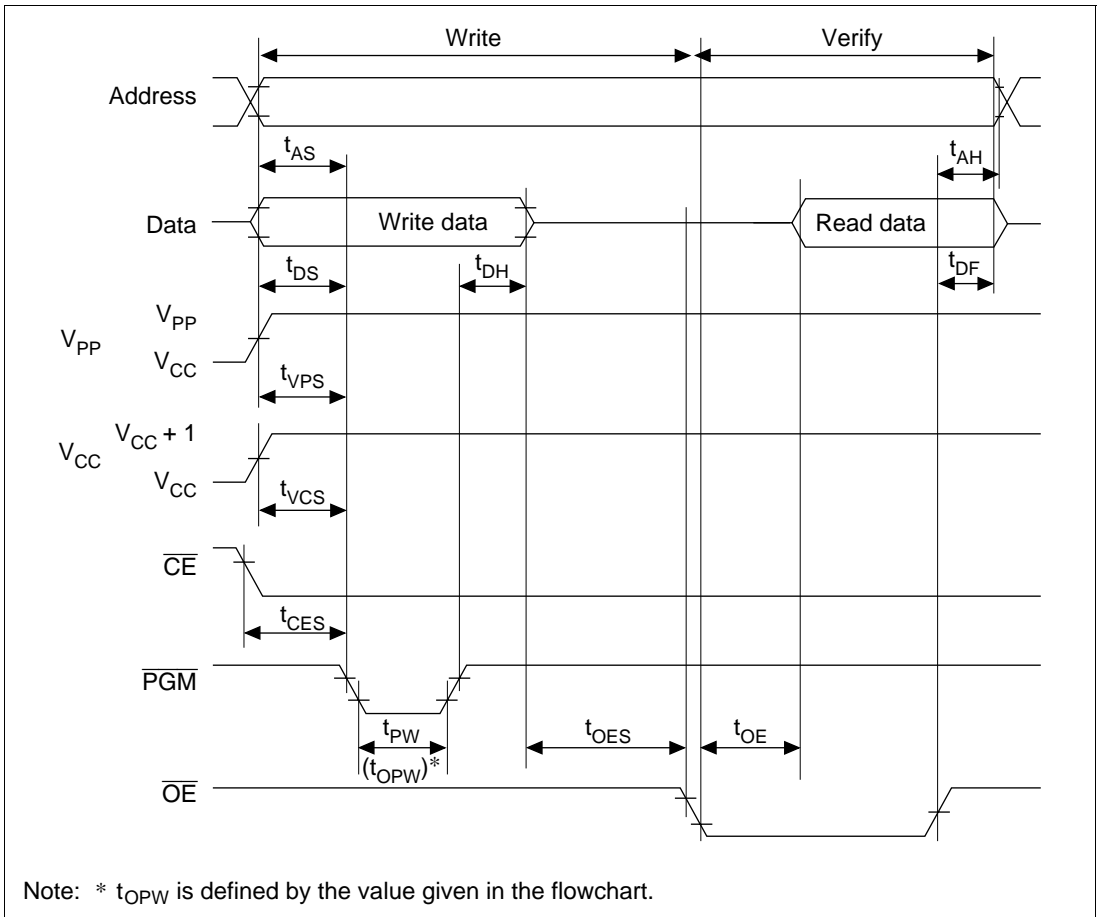 Write Verify
Address
tAS tAH
Data Write data Read data
tDS tDH tDF
VPP
VPP
VCC
tVPS
VCC + 1
VCC
VCC
tVCS
CE
tCES
PGM
tPW tOES tOE
(tOPW)*
OE
Note: * tOPW is defined by the value given in the flowchart.